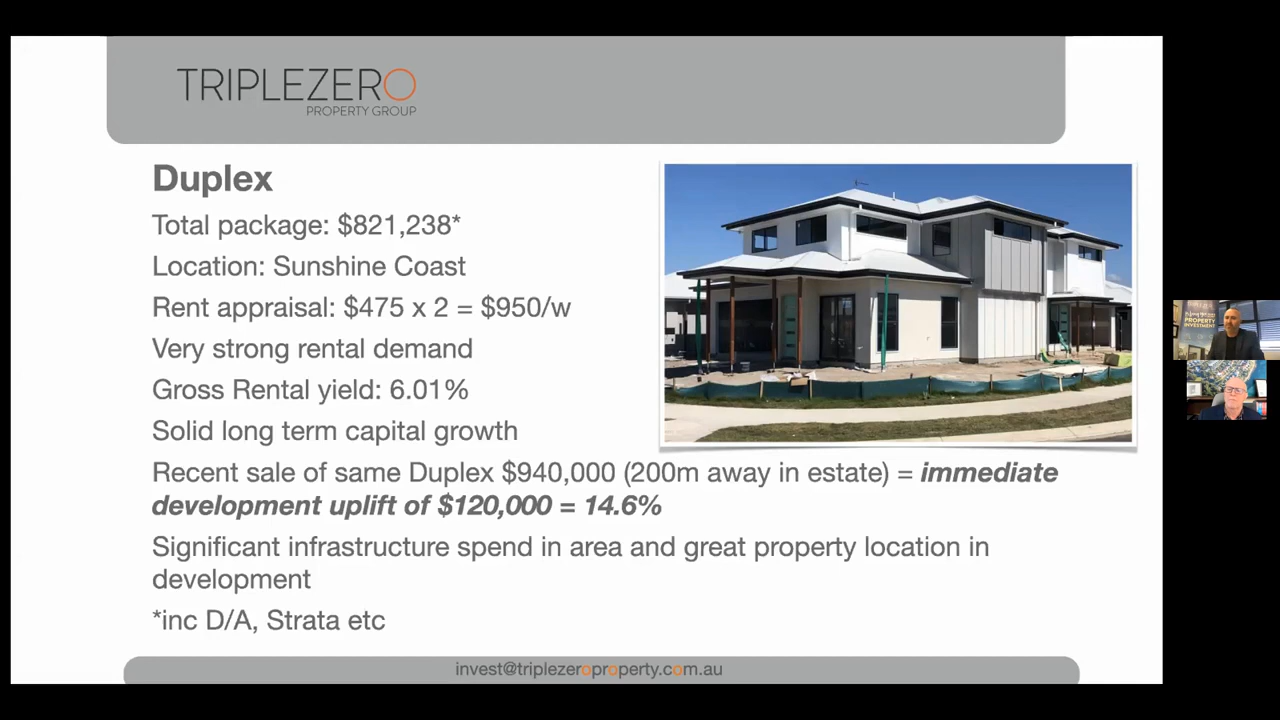 TRIPLEZERO
PROPERTY GROUP
Duplex
Total package: $821,238*
Location: Sunshine Coast
Rent appraisal: $475 x 2 = $950/w
Very strong rental demand
Gross Rental yield: 6.01%
Solid long term capital growth
Recent sale of same Duplex $940,000 (200m away in estate) = immediate
development uplift of $120,000 = 14.6%
Significant infrastructure spend in area and great property location in
development
*inc D/A, Strata etc
invest@triplezeroproperty.com.au
PROPERTY
INVESTMENT